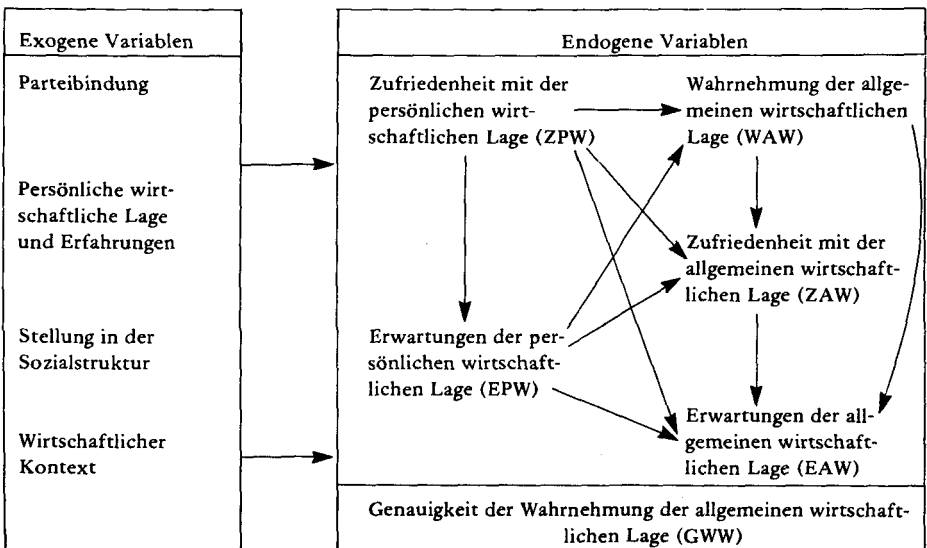 Exogene Variablen
Parteibindung
Persönliche wirt-
schaftliche Lage
und Erfahrungen
Stellung in der
Sozialstruktur
Wirtschaftlicher
Kontext
Endogene Variablen
Zufriedenheit mit der
persönlichen wirt-
schaftlichen Lage (ZPW)
Erwartungen der per-
sönlichen wirtschaft-
lichen Lage (EPW)
Wahrnehmung der allge-
meinen wirtschaftlichen
Lage (WAW)
Zufriedenheit mit der
allgemeinen wirtschaft-
lichen Lage (ZAW)
Erwartungen der all-
gemeinen wirtschaft-
lichen Lage (EAW)
Genauigkeit der Wahrnehmung der allgemeinen wirtschaft-
lichen Lage (GWW)